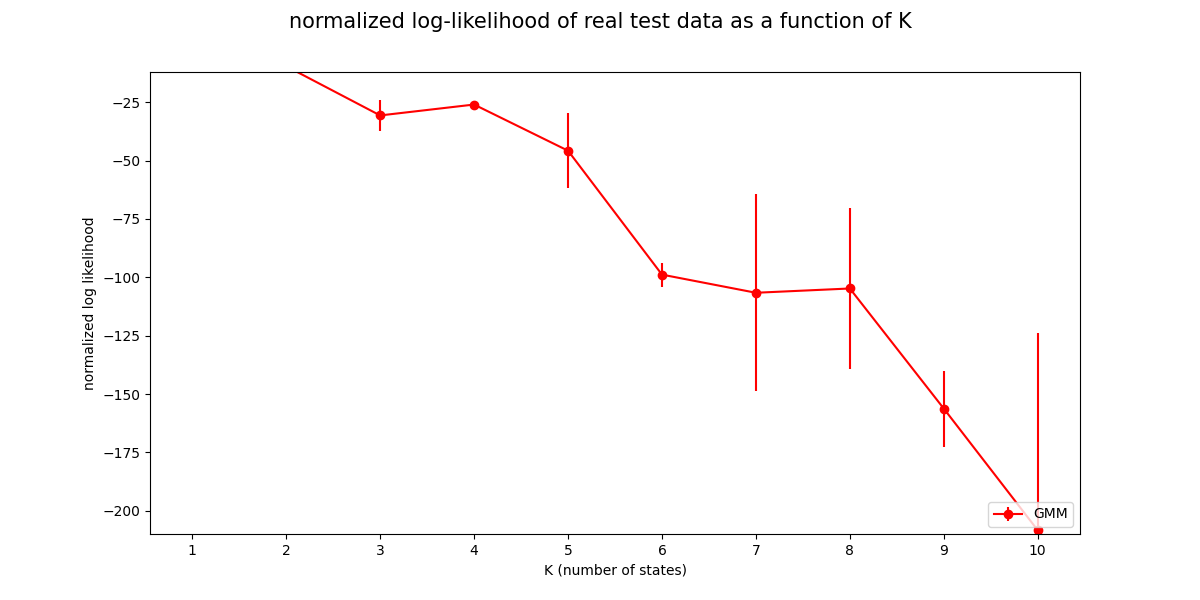 normalized log-likelihood of real test data as a function of K
normalized log likelihood
−25
−50
−75
−100
−125
−150
−175
−200
1 2 3 4 5 6 7 8 9 10
K (number of states)
GMM